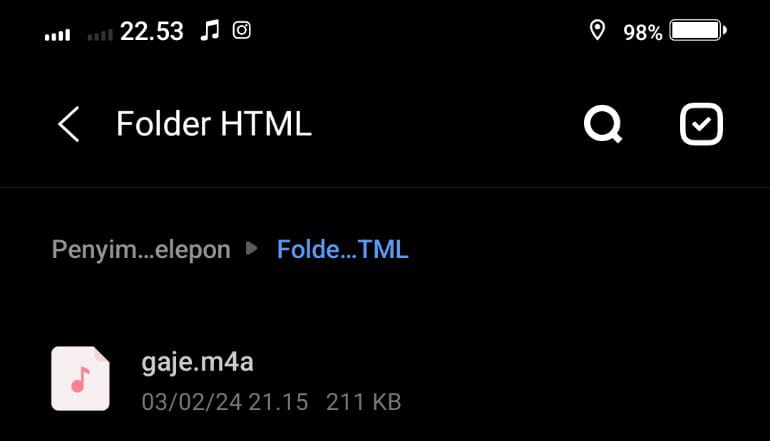 22.53 98%
Folder HTML
Penyim...elepon Folde...TML
gaje.m4a
03/02/24 21.15 211 KB